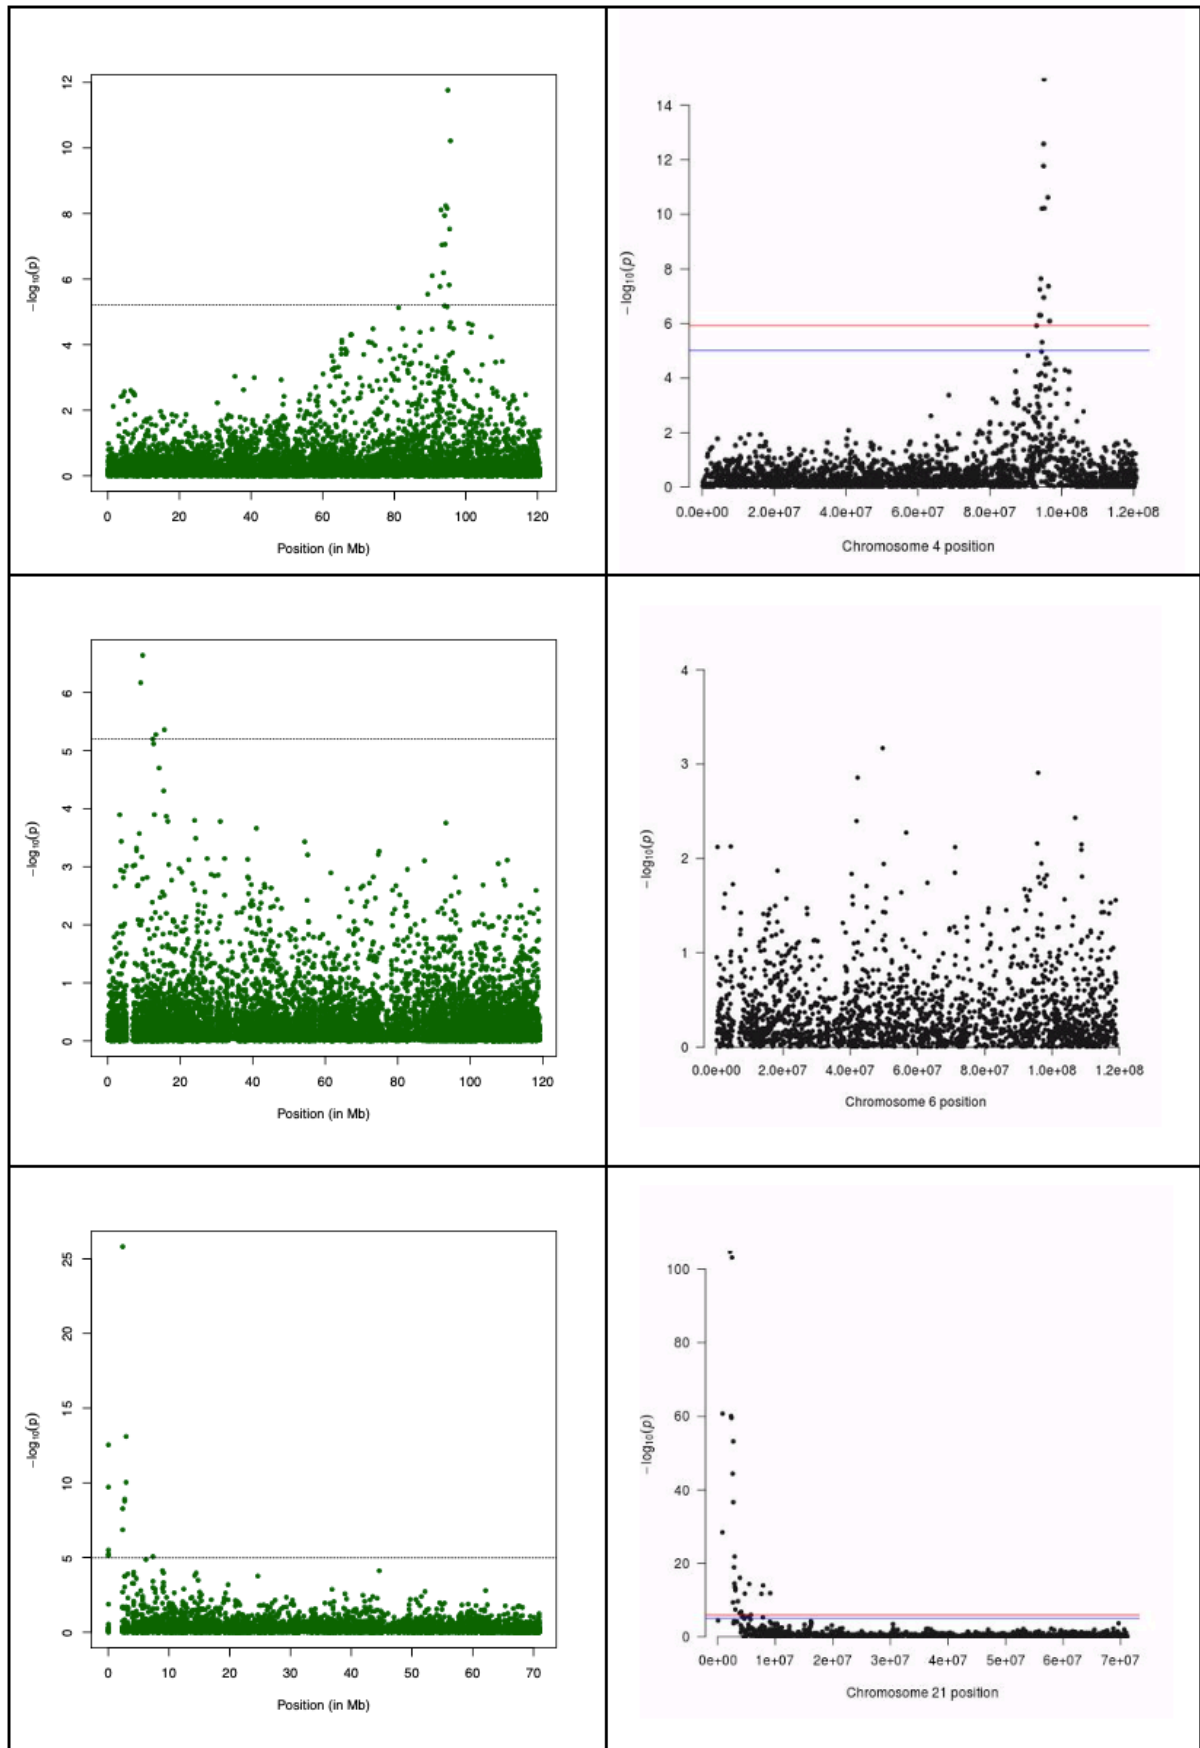 12
10
8
6
4
2
0
−log₁₀(p)
0 20 40 60 80 100 120
Position (in Mb)
14
12
10
8
6
4
2
0
−log₁₀(p)
0.0e+00 2.0e+07 4.0e+07 6.0e+07 8.0e+07 1.0e+08 1.2e+08
Chromosome 4 position
6
5
4
3
2
1
0
−log₁₀(p)
0 20 40 60 80 100 120
Position (in Mb)
4
3
2
1
0
−log₁₀(p)
0.0e+00 2.0e+07 4.0e+07 6.0e+07 8.0e+07 1.0e+08 1.2e+08
Chromosome 6 position
25
20
15
10
5
0
−log₁₀(p)
0 10 20 30 40 50 60 70
Position (in Mb)
100
80
60
40
20
0
−log₁₀(p)
0e+00 1e+07 2e+07 3e+07 4e+07 5e+07 6e+07 7e+07
Chromosome 21 position